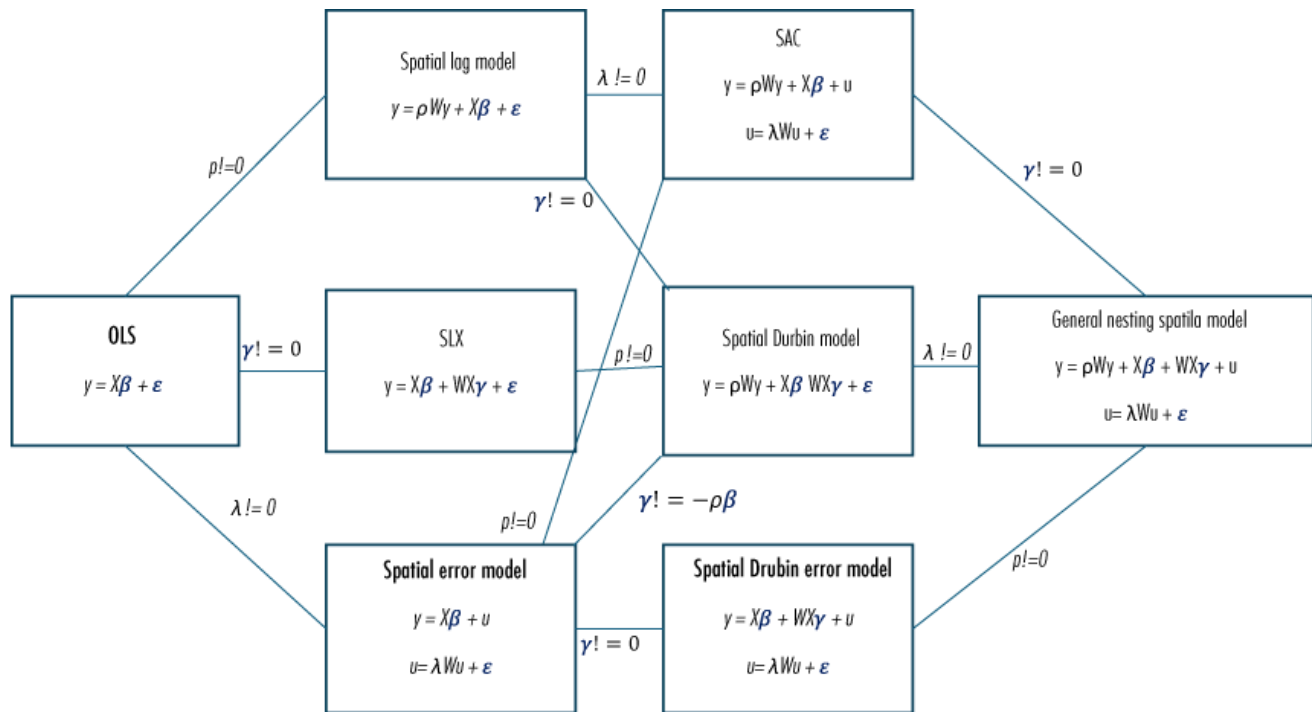 Spatial lag model
y = ρWy + Xβ + ε
λ != 0
SAC
y = ρWy + Xβ + u
u= λWu + ε
p!=0
γ! = 0
γ! = 0
OLS
y = Xβ + ε
γ! = 0
SLX
y = Xβ + WXγ + ε
p!=0
Spatial Durbin model
y = ρWy + Xβ WXγ + ε
λ != 0
General nesting spatila model
y = ρWy + Xβ + WXγ + u
u= λWu + ε
λ != 0
p!=0
γ! = −ρβ
p!=0
Spatial error model
y = Xβ + u
u= λWu + ε
γ! = 0
Spatial Drubin error model
y = Xβ + WXγ + u
u= λWu + ε